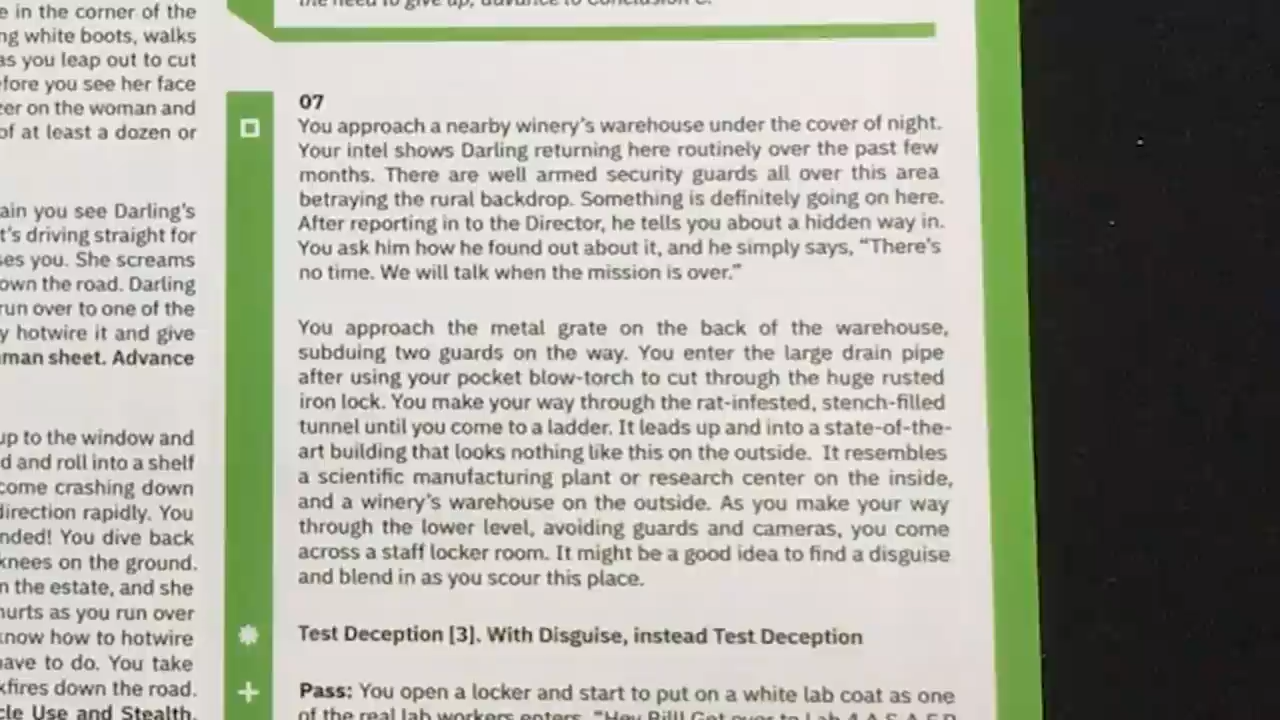 e in the corner of the
ng white boots, walks
as you leap out to cut
efore you see her face
zer on the woman and
of at least a dozen or
ain you see Darling's
t's driving straight for
ses you. She screams
own the road. Darling
run over to one of the
y hotwire it and give
man sheet. Advance
up to the window and
d and roll into a shelf
come crashing down
direction rapidly. You
nded! You dive back
knees on the ground.
n the estate, and she
hurts as you run over
know how to hotwire
have to do. You take
kfires down the road.
cle Use and Stealth.
the need to give up, advance to Conclusion C.
07
You approach a nearby winery's warehouse under the cover of night.
Your intel shows Darling returning here routinely over the past few
months. There are well armed security guards all over this area
betraying the rural backdrop. Something is definitely going on here.
After reporting in to the Director, he tells you about a hidden way in.
You ask him how he found out about it, and he simply says, "There's
no time. We will talk when the mission is over."
You approach the metal grate on the back of the warehouse,
subduing two guards on the way. You enter the large drain pipe
after using your pocket blow-torch to cut through the huge rusted
iron lock. You make your way through the rat-infested, stench-filled
tunnel until you come to a ladder. It leads up and into a state-of-the-
art building that looks nothing like this on the outside. It resembles
a scientific manufacturing plant or research center on the inside,
and a winery's warehouse on the outside. As you make your way
through the lower level, avoiding guards and cameras, you come
across a staff locker room. It might be a good idea to find a disguise
and blend in as you scour this place.
Test Deception [3]. With Disguise, instead Test Deception
Pass: You open a locker and start to put on a white lab coat as one
of the real lab workers enters. "Hey Bill! Get over to Lab 4 A.S.A.P.